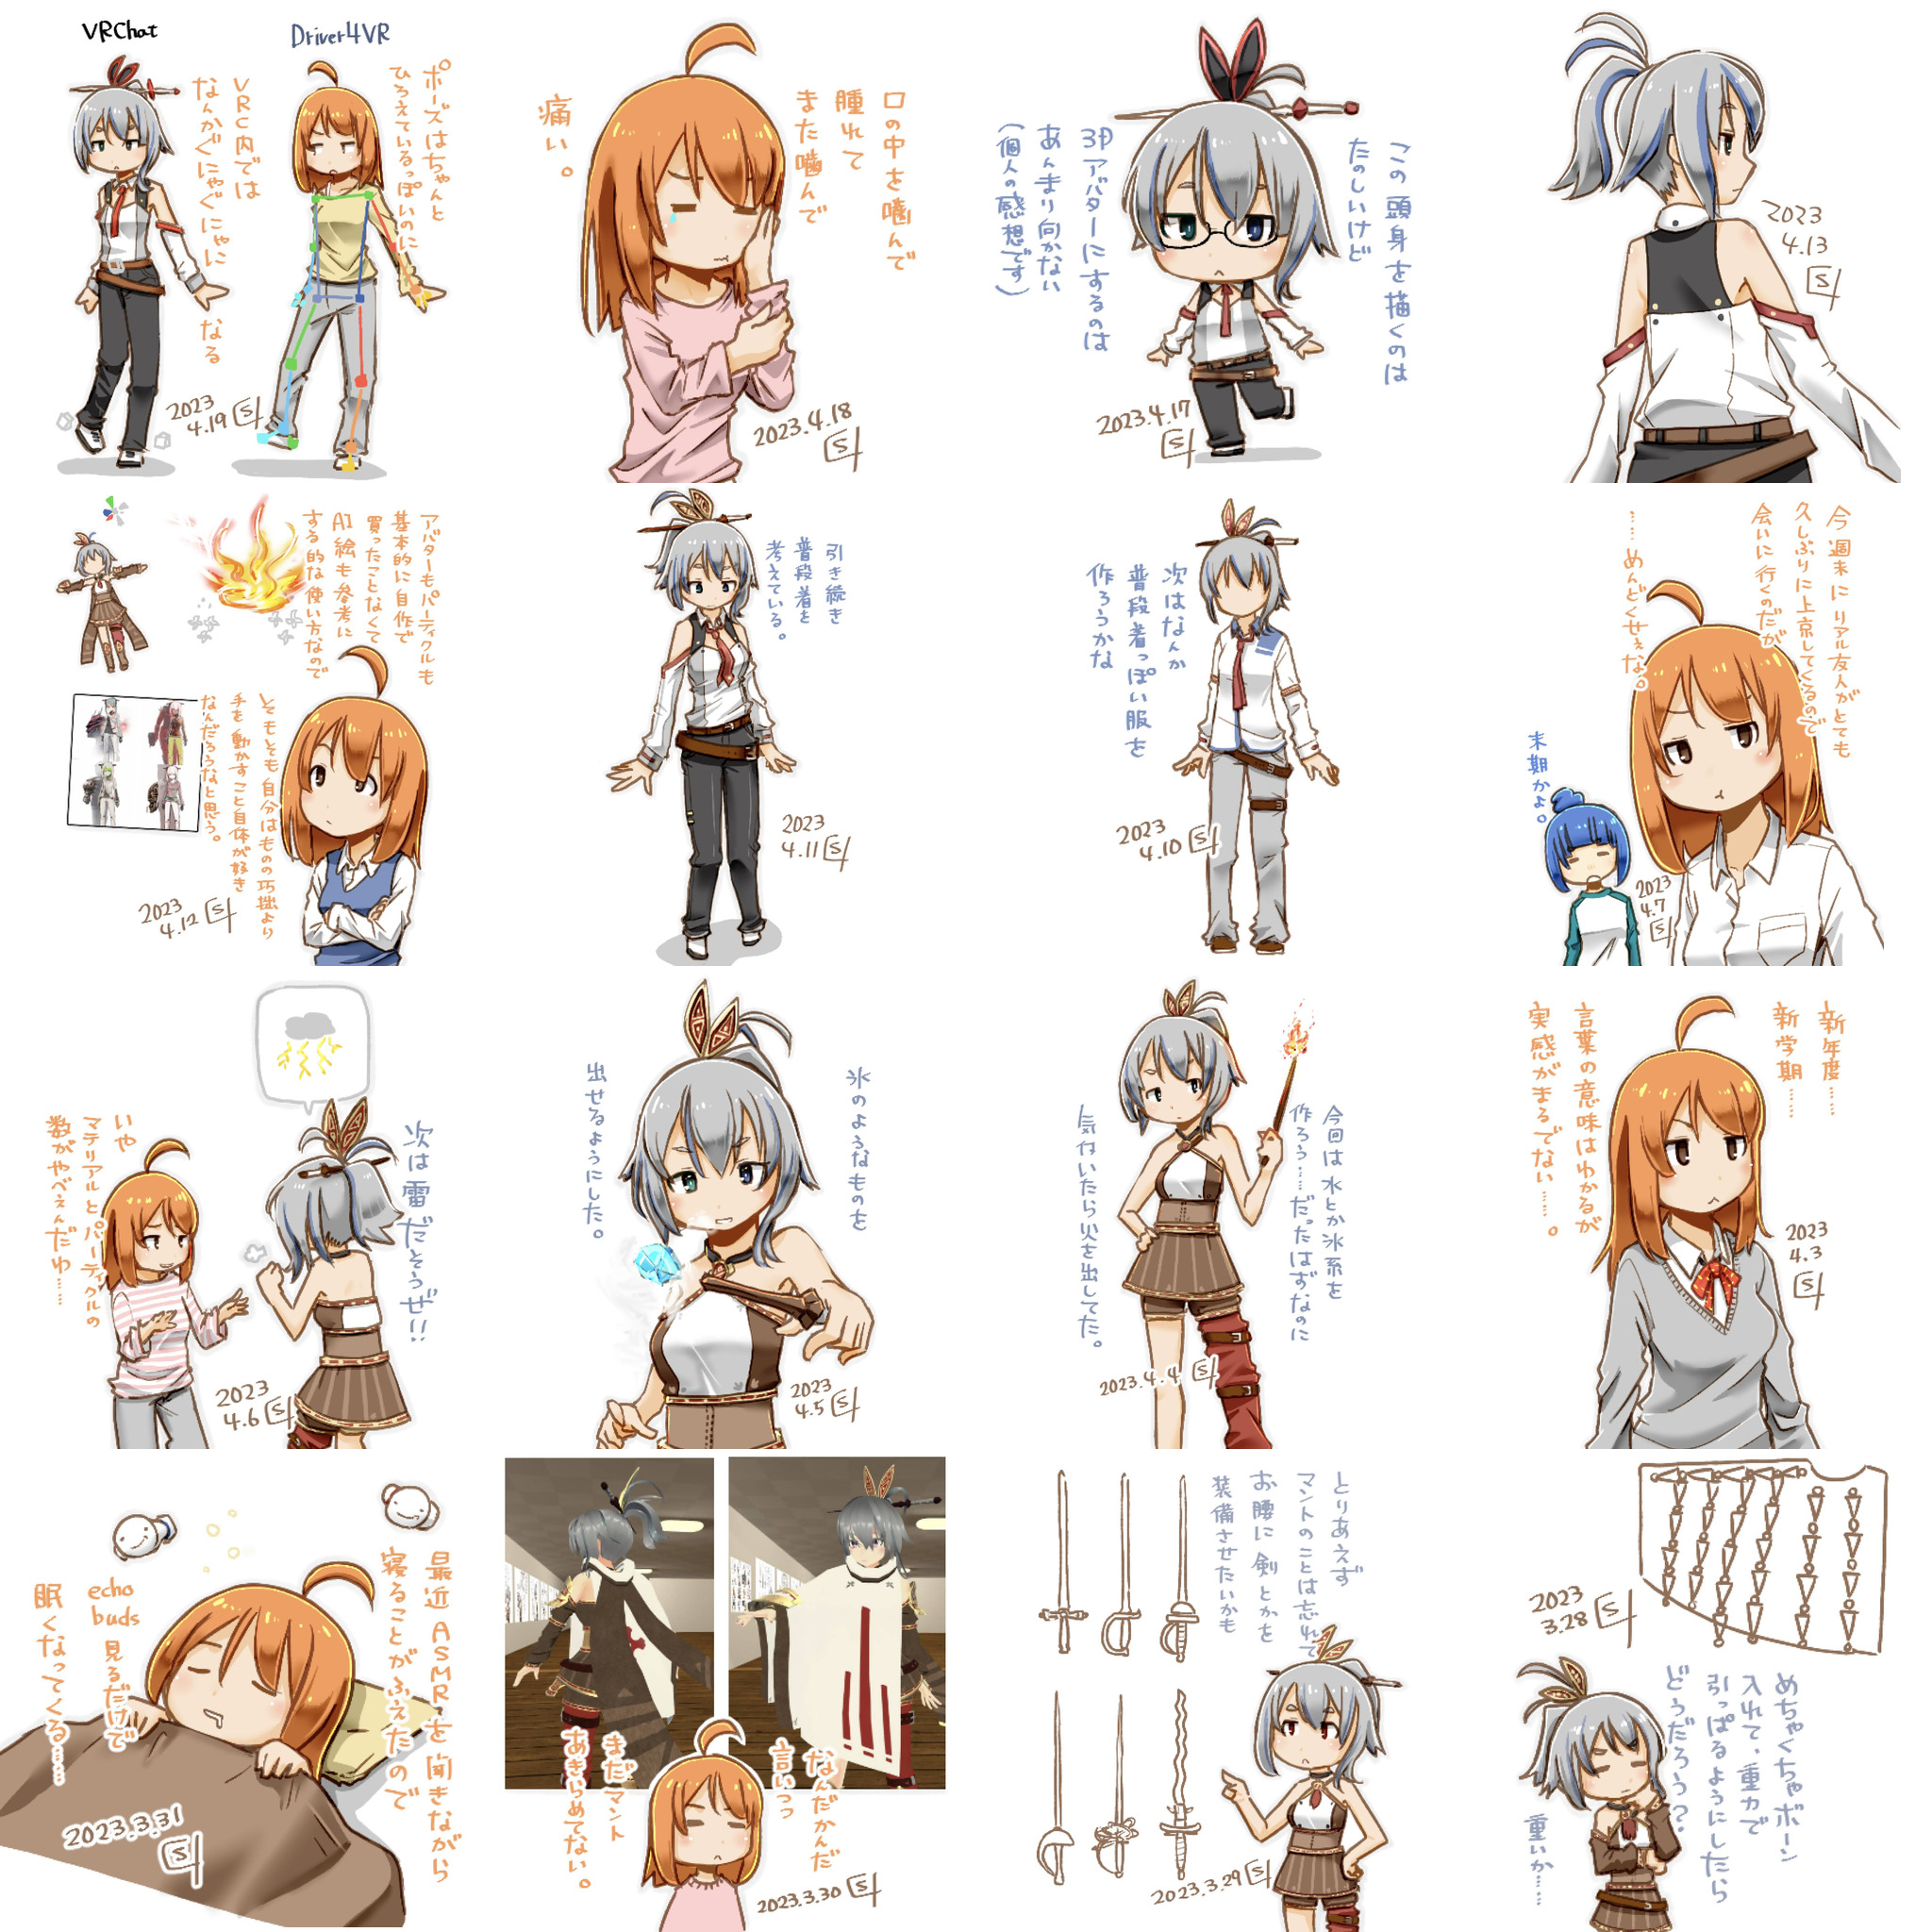 VRChat
Driver4VR
ポーズはちゃんと
ひろえているっぽいのに
VRC内では
なんかぐにゃぐにゃに
なる
2023
4.19
口の中を噛んで
腫れて
また噛んで
痛い。
2023.4.18
この頭身を描くのは
たのしいけど
3Pアバターにするのは
あんまり向かない
(個人の感想です)
2023.4.17
2023
4.13
アバターもパーティクルも
基本的に自作で
買ったことなくて
AI絵も参考に
する的な使い方なので
そもそも自分はものの巧拙より
手を動かすこと自体が好き
なんだろうなと思う。
2023
4.12
引き続き
普段着を
考えている。
2023
4.11
次はなんか
普段着っぽい服を
作ろうかな
2023
4.10
今週末にリアル友人がとても
久しぶりに上京してくるので
会いに行くのだが
……めんどくせぇな。
末期かよ。
2023
4.7
次は雷だそうぜ!!
いや
マテリアルとパーティクルの
数がやべえんだわ……
2023
4.6
氷のようなものを
出せるようにした。
2023
4.5
今回は水とか氷系を
作ろう……だったはずなのに
気付いたら火を出してた。
2023.4.4
新年度……
新学期……
言葉の意味はわかるが
実感がまるでない……。
2023
4.3
最近ASMRを聞きながら
寝ることがふえたので
echo
buds
見るだけで
眠くなってくる……
2023.3.31
なんだかんだ
言いつつ
まだマント
あきらめてない。
2023.3.30
とりあえず
マントのことは忘れて
お腰に剣とかを
装備させたいかも
2023.3.29
2023
3.28
めちゃくちゃボーン
入れて、重力で
引っぱるようにしたら
どうだろう?
重いか……